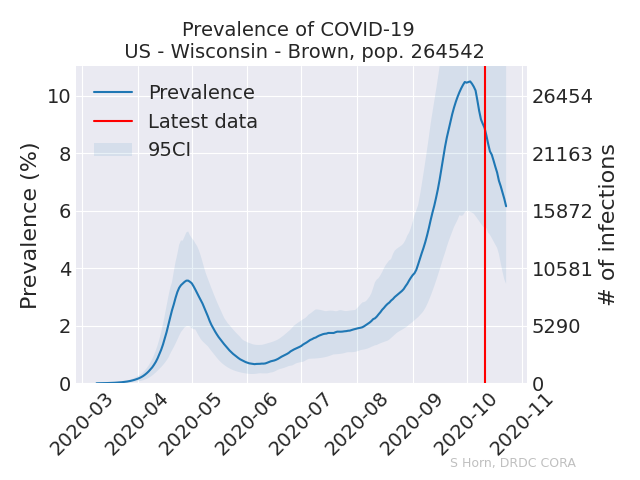 Prevalence of COVID-19
US - Wisconsin - Brown, pop. 264542
Prevalence
Latest data
95CI
Prevalence (%)
10
8
6
4
2
0
26454
21163
15872
10581
5290
0
# of infections
2020-03
2020-04
2020-05
2020-06
2020-07
2020-08
2020-09
2020-10
2020-11
S Horn, DRDC CORA